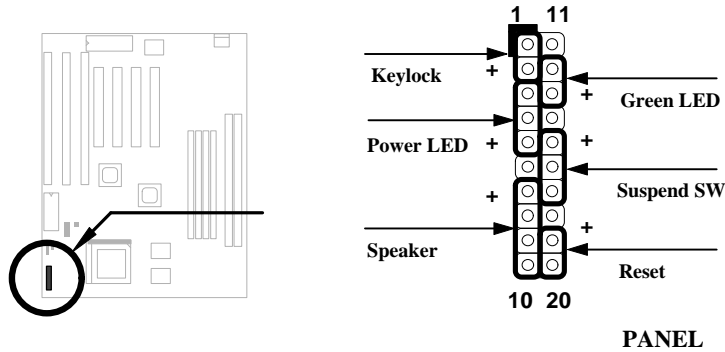 1 11
Keylock +
+ Green LED
Power LED + +
Suspend SW
+
Speaker +
Reset
10 20
PANEL